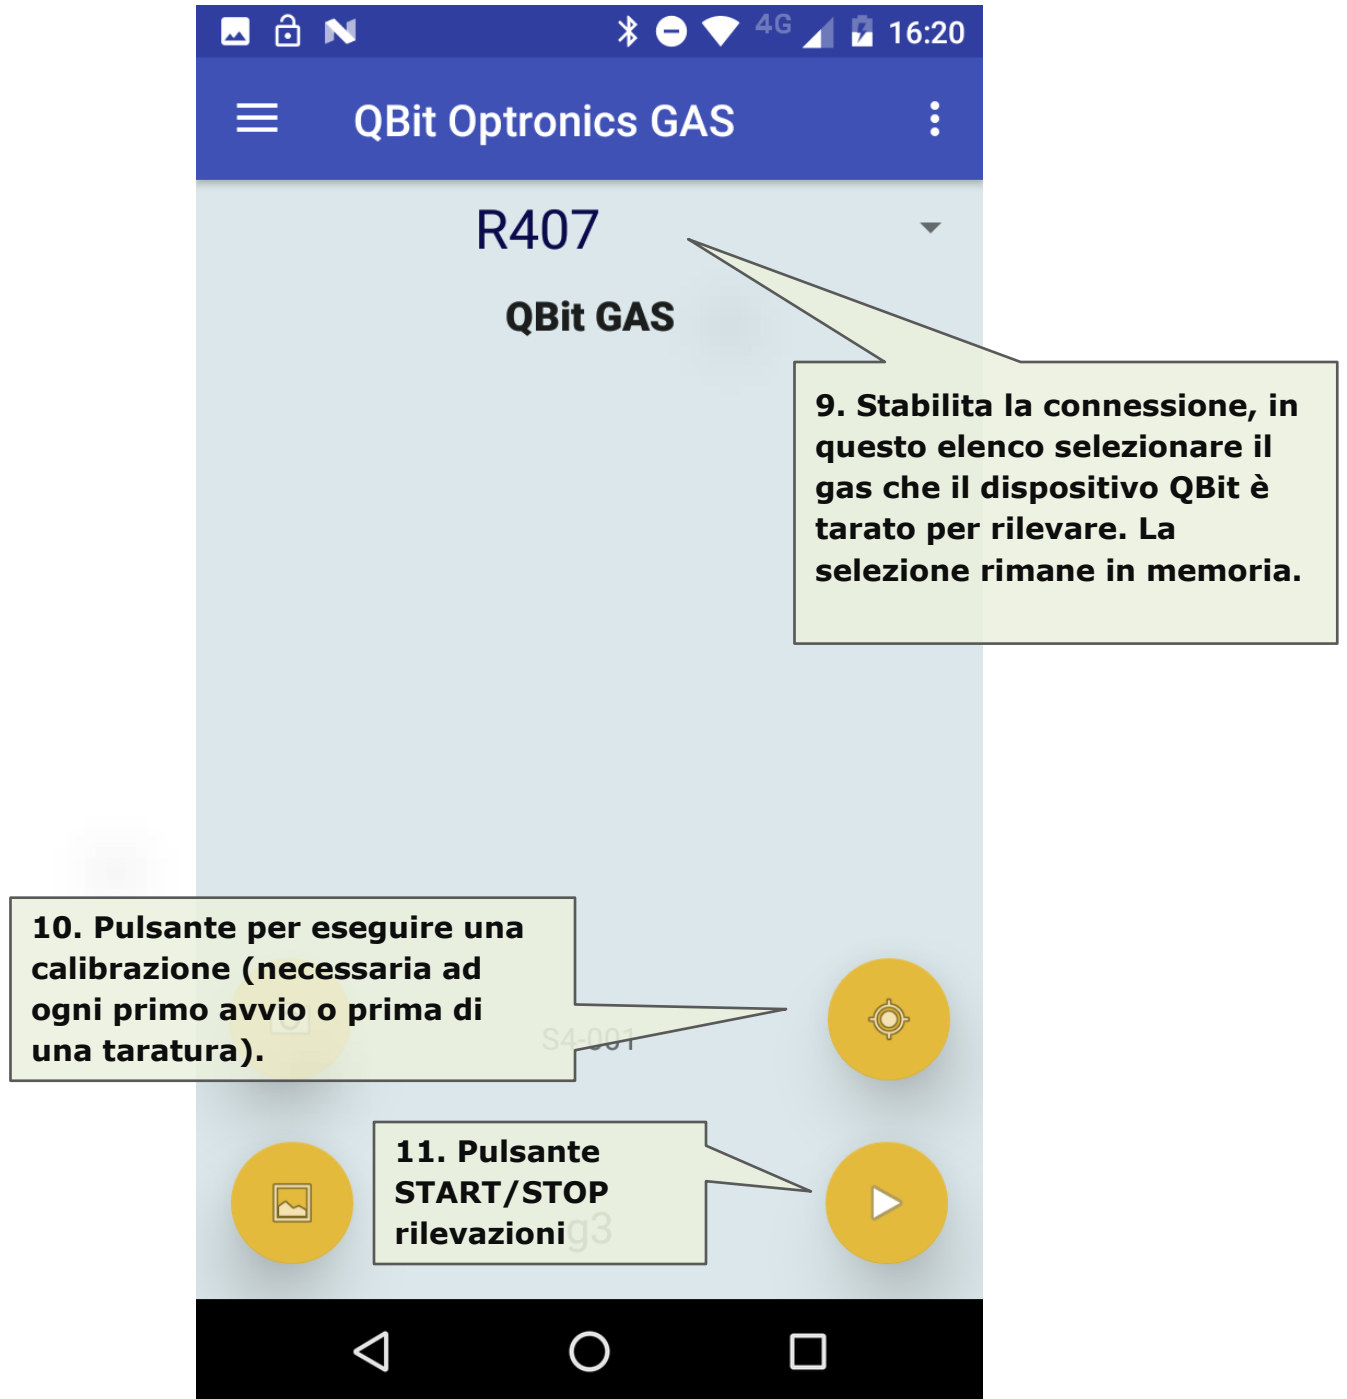 4G 16:20
QBit Optronics GAS
R407
QBit GAS
9. Stabilita la connessione, in
questo elenco selezionare il
gas che il dispositivo QBit è
tarato per rilevare. La
selezione rimane in memoria.
10. Pulsante per eseguire una
calibrazione (necessaria ad
ogni primo avvio o prima di
una taratura).
S4-001
11. Pulsante
START/STOP
rilevazioni
g3